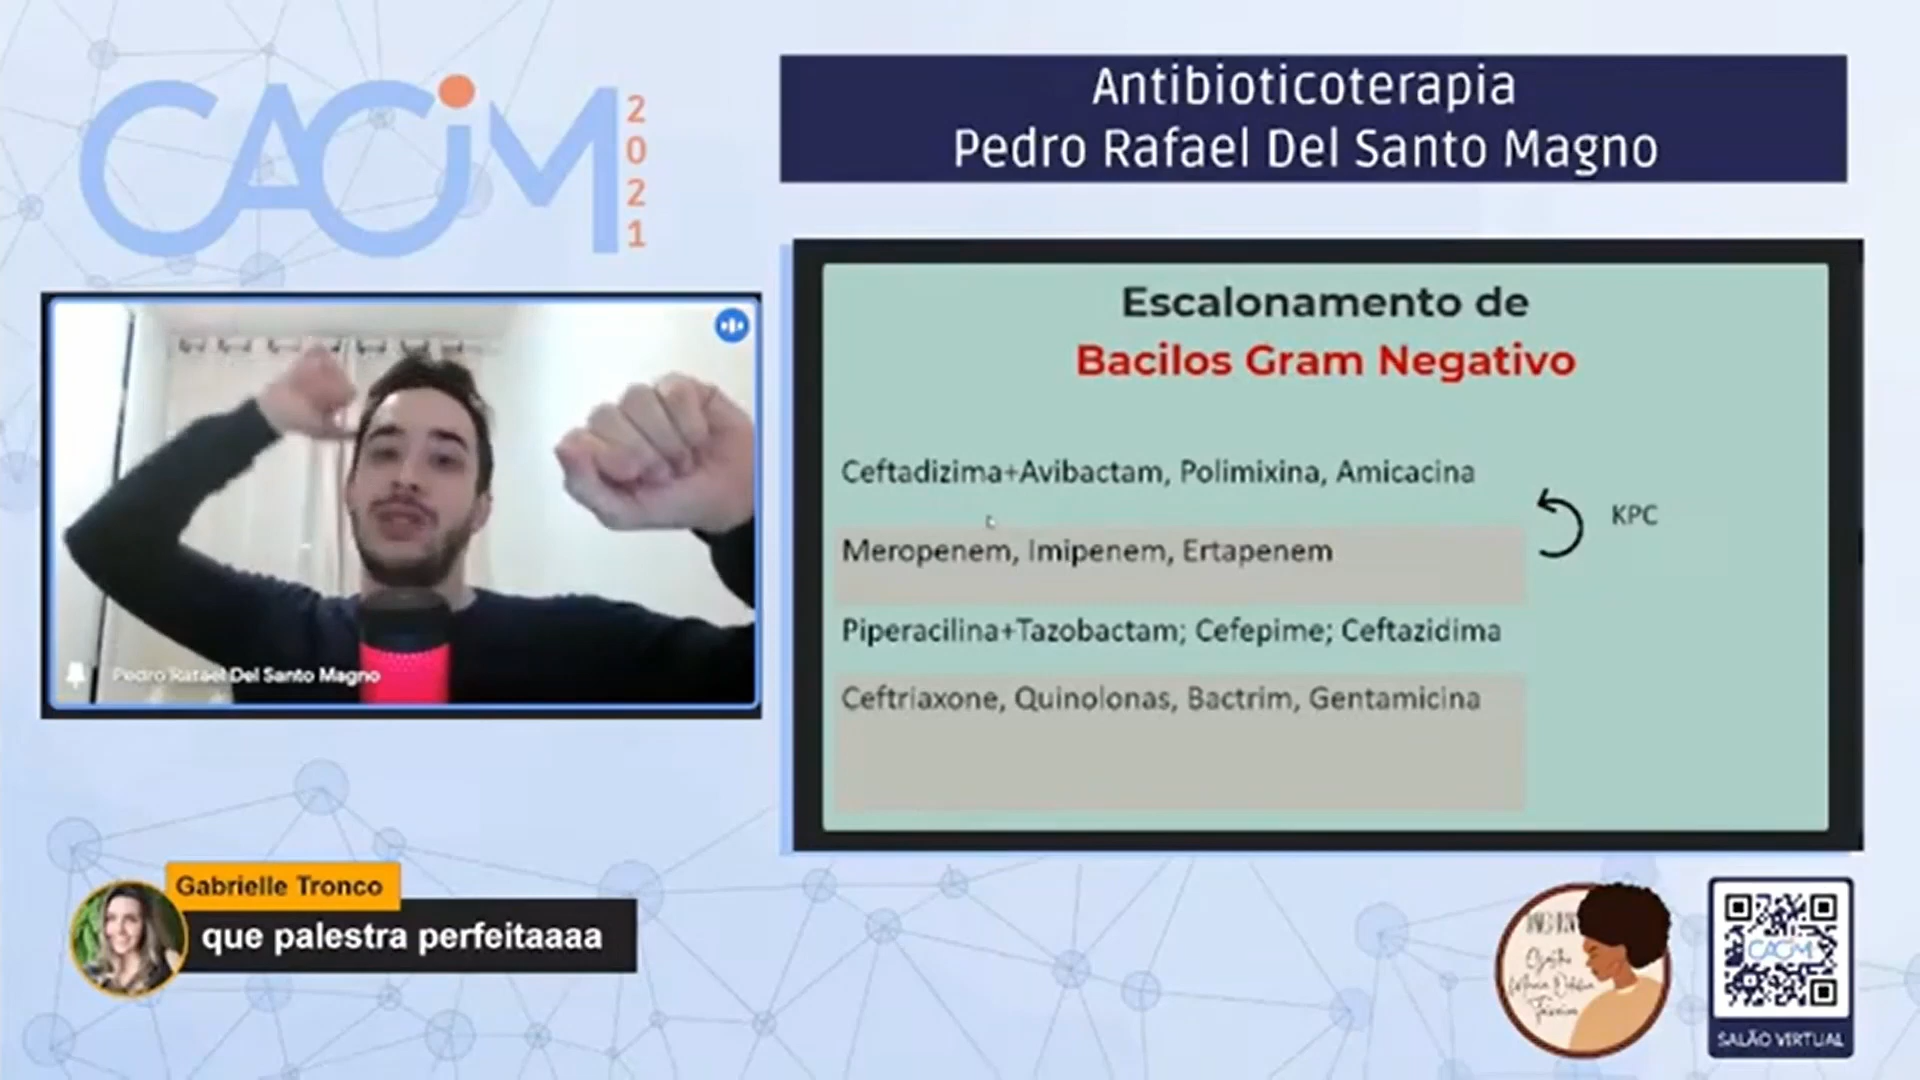 CACiM
2021
Antibioticoterapia
Pedro Rafael Del Santo Magno
Pedro Rafael Del Santo Magno
Escalonamento de
Bacilos Gram Negativo
Ceftadizima+Avibactam, Polimixina, Amicacina
KPC
Meropenem, Imipenem, Ertapenem
Piperacilina+Tazobactam; Cefepime; Ceftazidima
Ceftriaxone, Quinolonas, Bactrim, Gentamicina
Gabrielle Tronco
que palestra perfeitaaaa
CACiM
SALÃO VIRTUAL